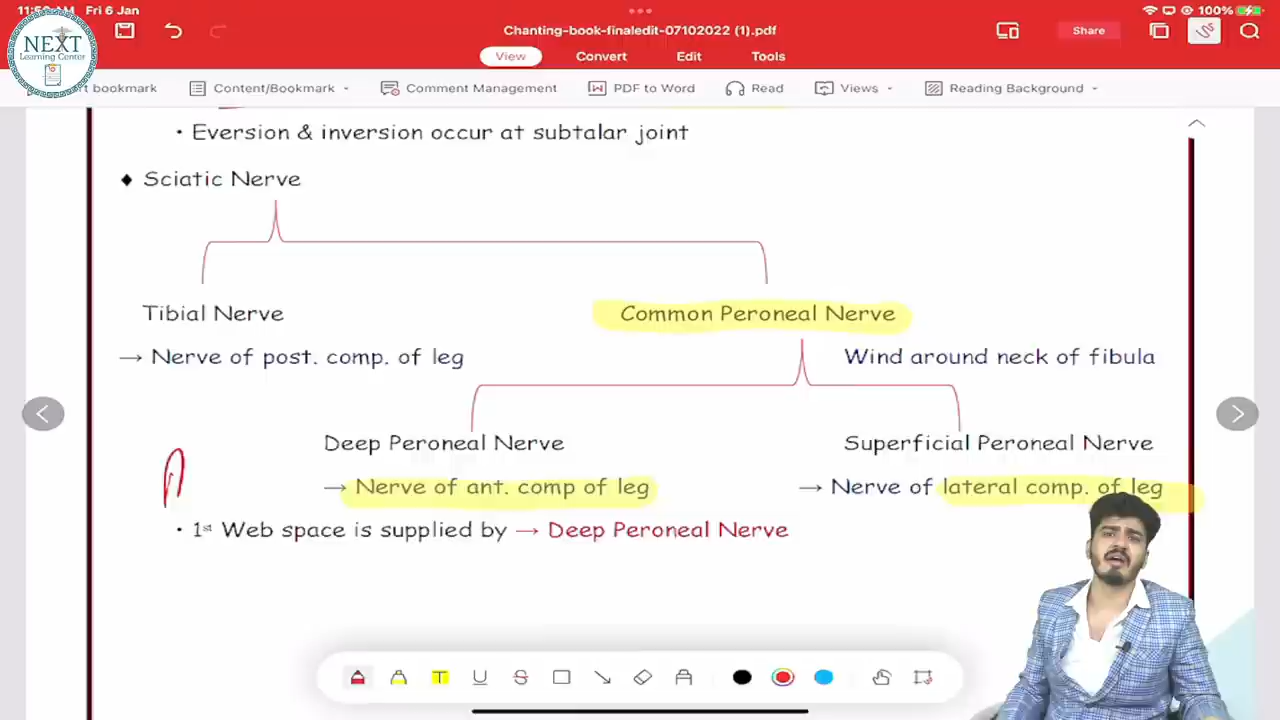 Fri 6 Jan
100%
NEXT
Learning Center
Chanting-book-finaledit-07102022 (1).pdf
Share
View Convert Edit Tools
bookmark Content/Bookmark Comment Management PDF to Word Read Views Reading Background
• Eversion & inversion occur at subtalar joint
♦ Sciatic Nerve
Tibial Nerve Common Peroneal Nerve
→ Nerve of post. comp. of leg Wind around neck of fibula
Deep Peroneal Nerve Superficial Peroneal Nerve
→ Nerve of ant. comp of leg → Nerve of lateral comp. of leg
• 1st Web space is supplied by → Deep Peroneal Nerve